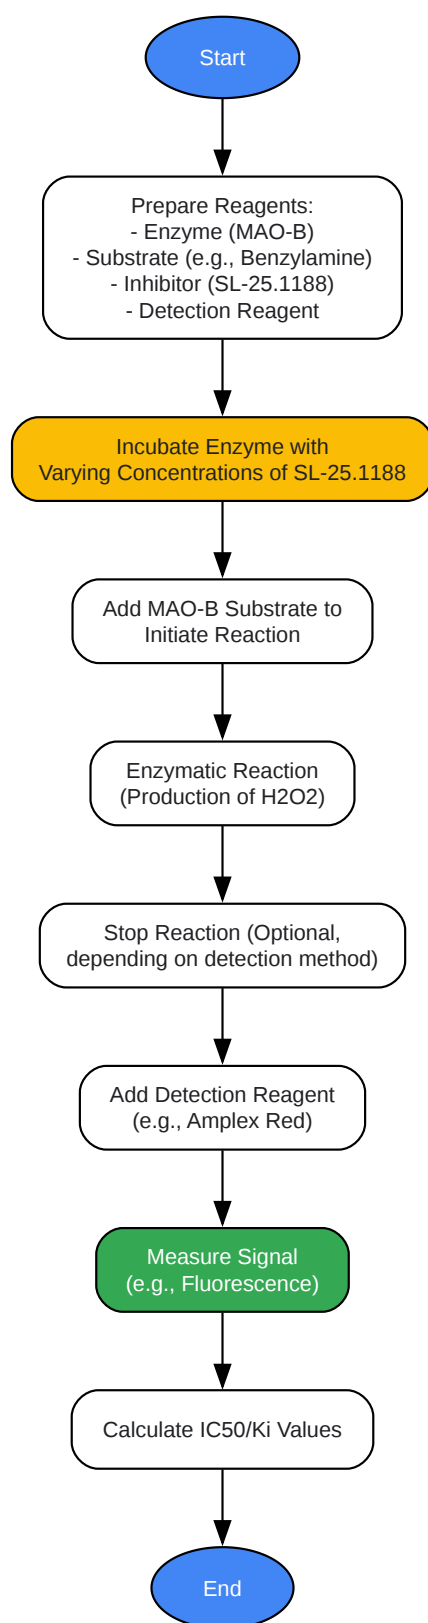 Start
Prepare Reagents:
- Enzyme (MAO-B)
- Substrate (e.g., Benzylamine)
- Inhibitor (SL-25.1188)
- Detection Reagent
Incubate Enzyme with
Varying Concentrations of SL-25.1188
Add MAO-B Substrate to
Initiate Reaction
Enzymatic Reaction
(Production of H2O2)
Stop Reaction (Optional,
depending on detection method)
Add Detection Reagent
(e.g., Amplex Red)
Measure Signal
(e.g., Fluorescence)
Calculate IC50/Ki Values
End